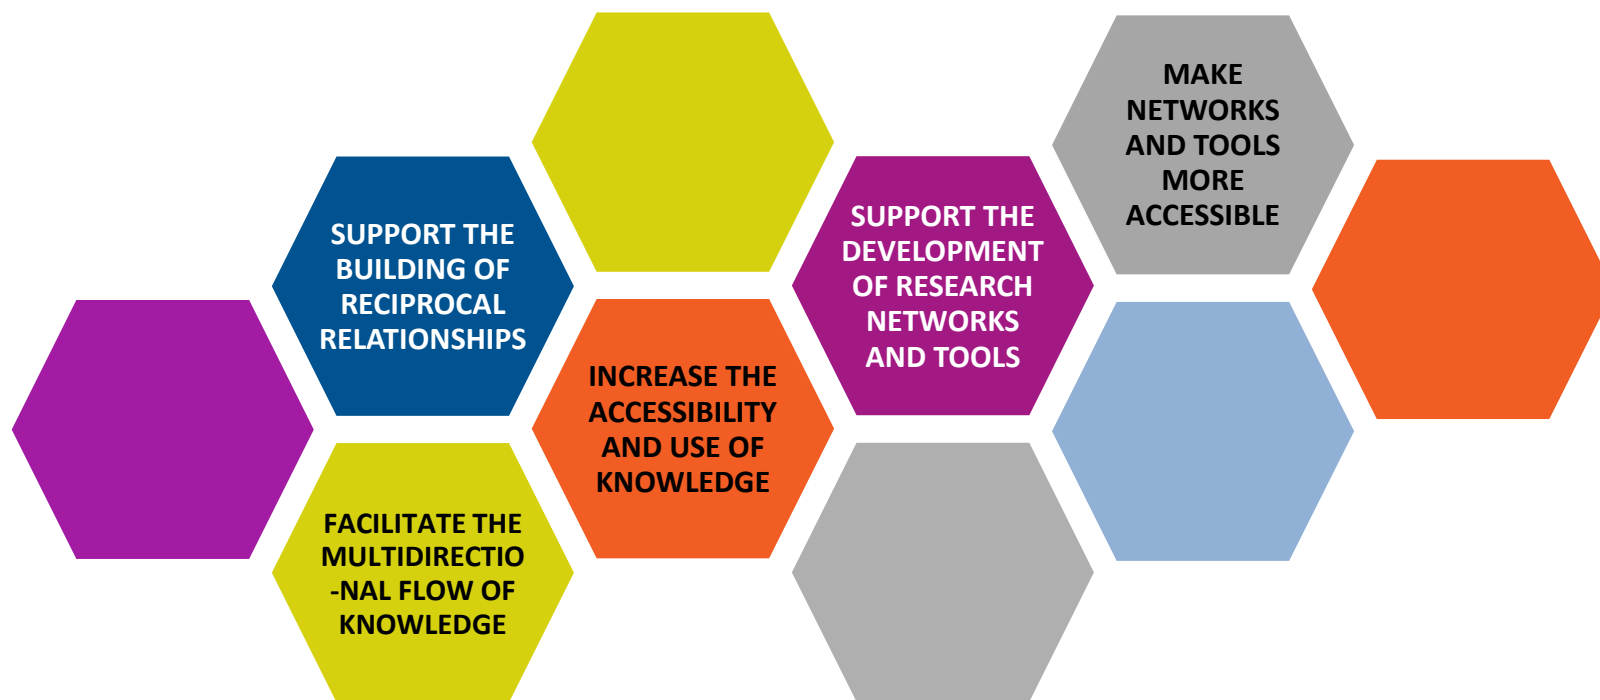 SUPPORT THE
BUILDING OF
RECIPROCAL
RELATIONSHIPS
FACILITATE THE
MULTIDIRECTIO
-NAL FLOW OF
KNOWLEDGE
INCREASE THE
ACCESSIBILITY
AND USE OF
KNOWLEDGE
SUPPORT THE
DEVELOPMENT
OF RESEARCH
NETWORKS
AND TOOLS
MAKE
NETWORKS
AND TOOLS
MORE
ACCESSIBLE